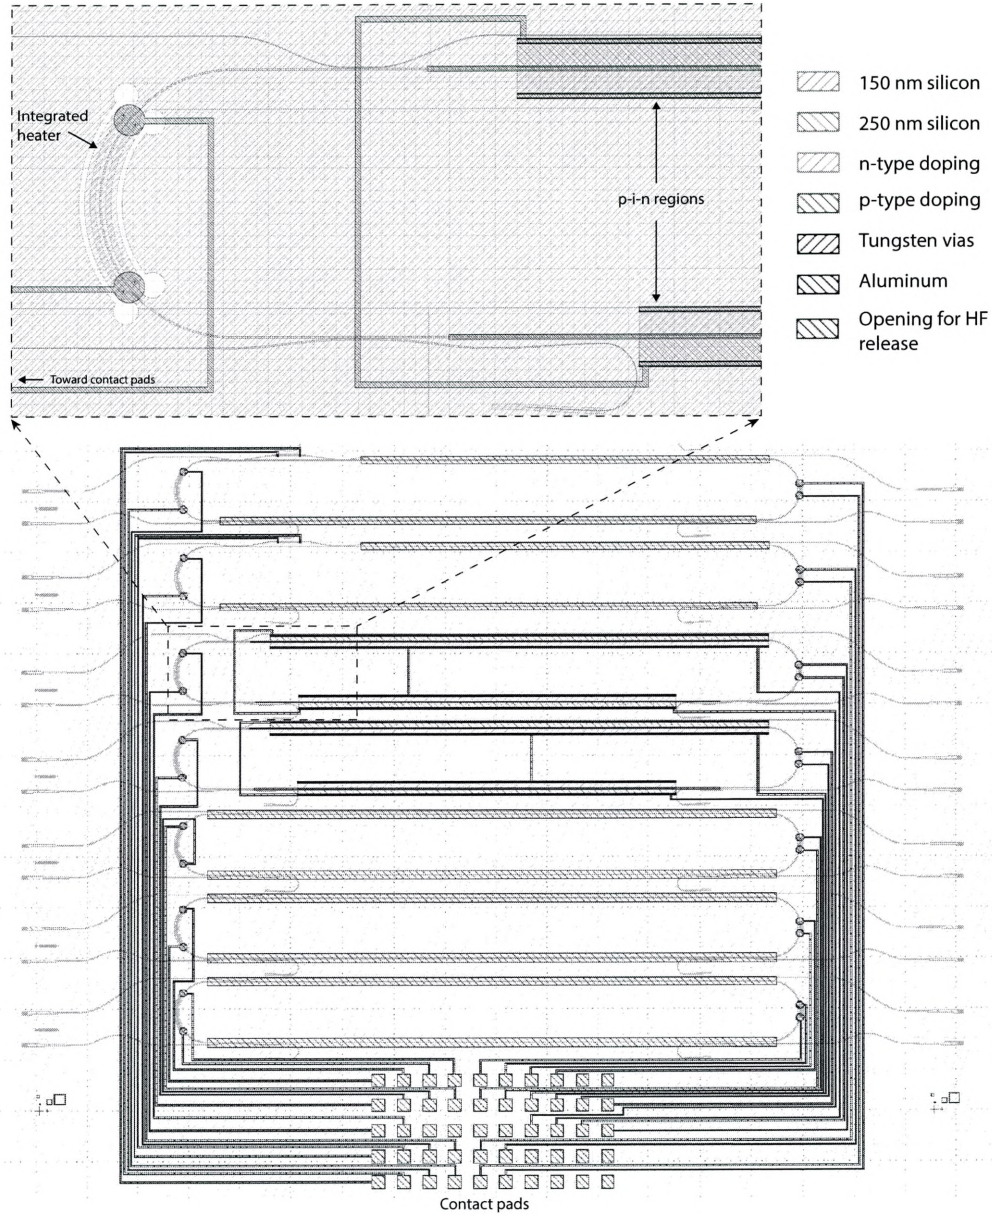 Integrated
heater
p-i-n regions
Toward contact pads
150 nm silicon
250 nm silicon
n-type doping
p-type doping
Tungsten vias
Aluminum
Opening for HF
release
Contact pads